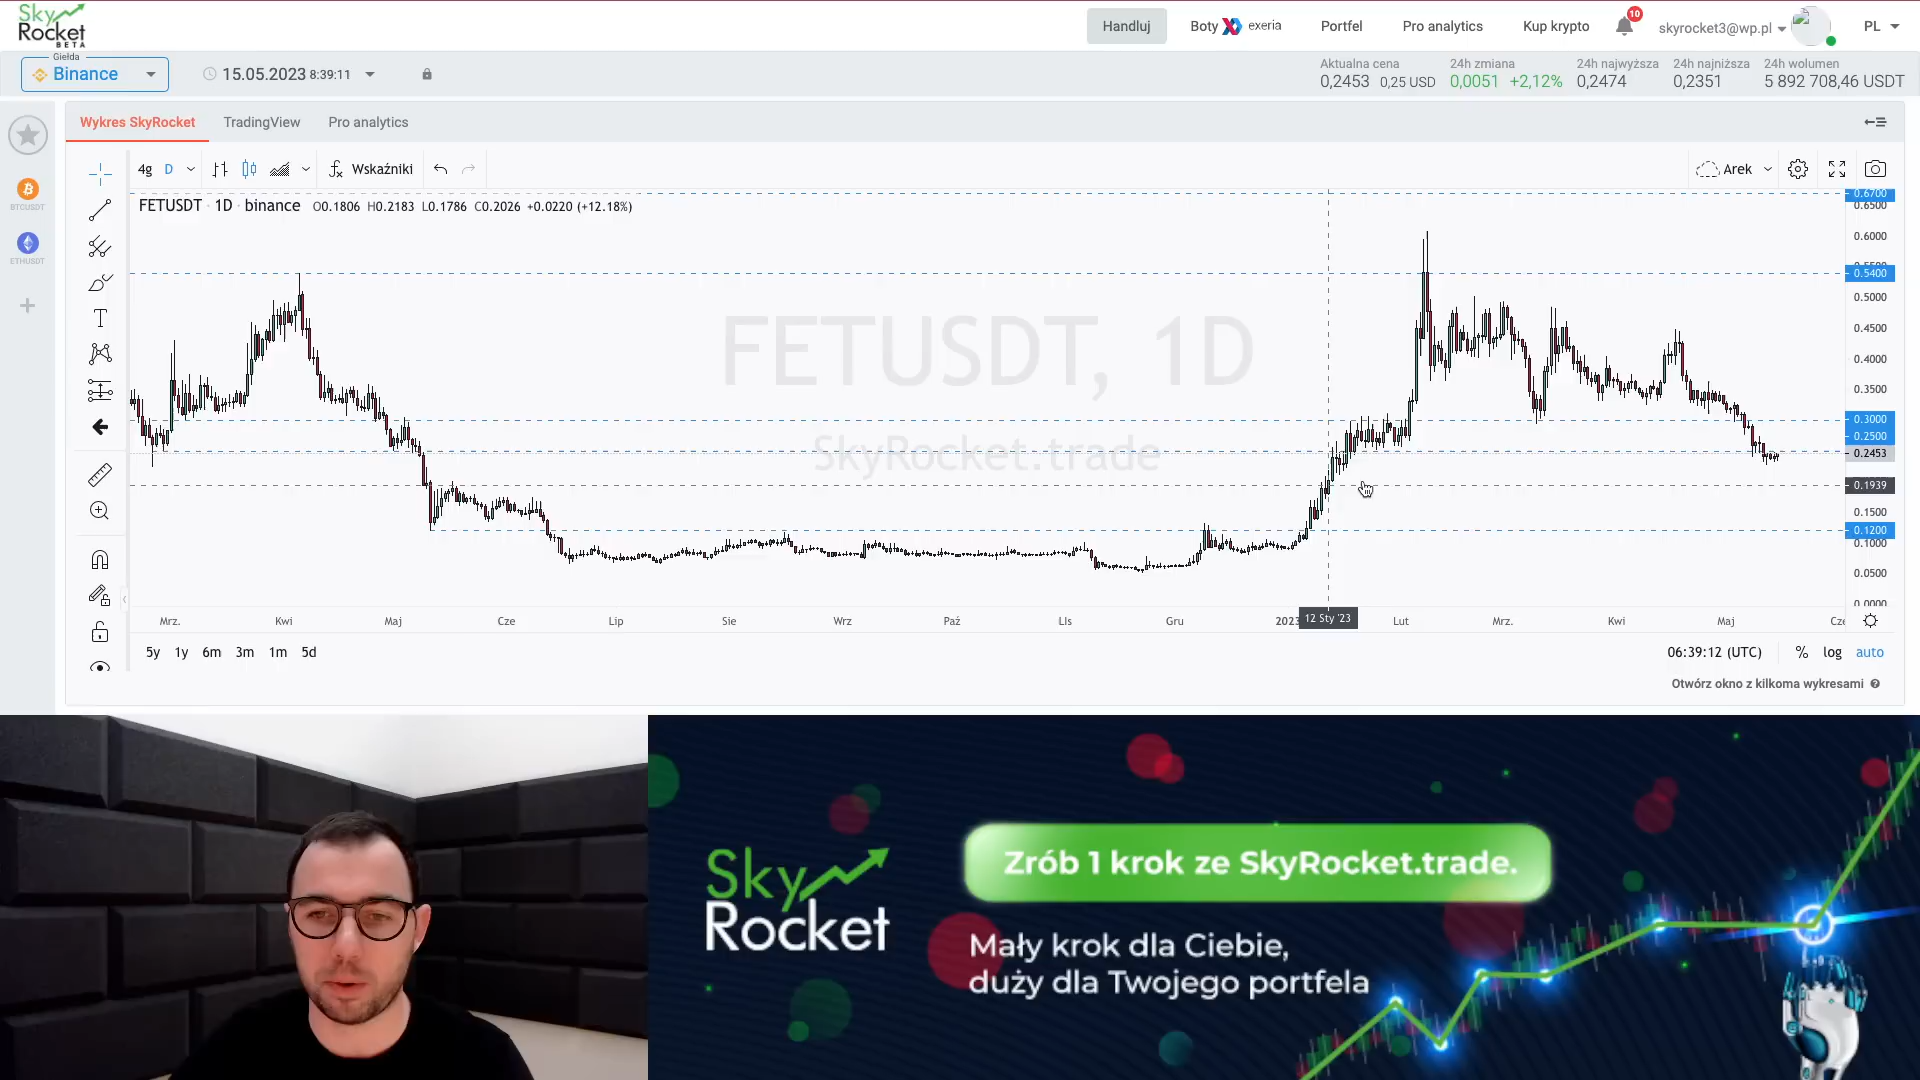 Sky
Rocket
BETA
Handluj
Boty exeria
Portfel
Pro analytics
Kup krypto
10
skyrocket3@wp.pl
PL
Giełda
Binance
15.05.2023 8:39:11
Aktualna cena
0,2453 0,25 USD
24h zmiana
0,0051 +2,12%
24h najwyższa
0,2474
24h najniższa
0,2351
24h wolumen
5 892 708,46 USDT
Wykres SkyRocket
TradingView
Pro analytics
BTCUSDT
ETHUSDT
4g D
Wskaźniki
Arek
FETUSDT · 1D · binance O0.1806 H0.2183 L0.1786 C0.2026 +0.0220 (+12.18%)
FETUSDT, 1D
SkyRocket.trade
0.6700
0.6500
0.6000
0.5400
0.5000
0.4500
0.4000
0.3500
0.3000
0.2500
0.2453
0.1939
0.1500
0.1200
0.1000
0.0500
0.0000
Mrz. Kwi Maj Cze Lip Sie Wrz Paź Lis Gru 2023 12 Sty '23 Lut Mrz. Kwi Maj Cze
5y 1y 6m 3m 1m 5d
06:39:12 (UTC) % log auto
Otwórz okno z kilkoma wykresami
Sky
Rocket
Zrób 1 krok ze SkyRocket.trade.
Mały krok dla Ciebie,
duży dla Twojego portfela